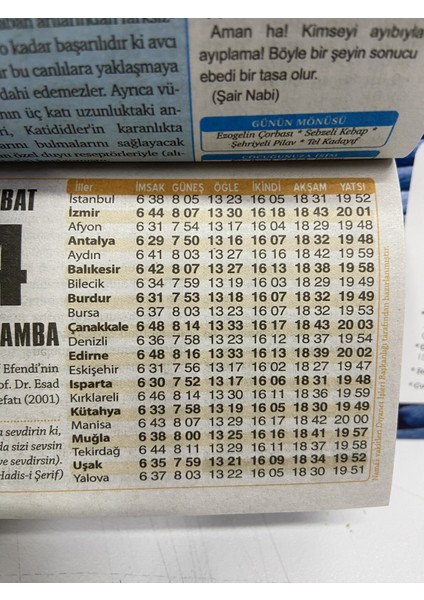 o kadar başarılıdır ki avcı
r bu canlılara yaklaşmaya
dahi edemezler. Ayrıca vü-
nın üç katı uzunluktaki an-
ri, Katididler'in karanlıkta
arını bulmalarını sağlayacak
Aman ha! Kimseyi ayıbıyla
ayıplama! Böyle bir şeyin sonucu
ebedi bir tasa olur.
(Şair Nabi)
GÜNÜN MÖNÜSÜ
Ezogelin Çorbası * Sebzeli Kebap *
Şehriyeli Pilav * Tel Kadayıf
BAT
4
AMBA
Efendi'nin
of. Dr. Esad
efatı (2001)
n sevdirin ki,
da sizi sevsin
ve sevdirsin).
Hadis-i Şerif)
İller İMSAK GÜNEŞ ÖĞLE İKİNDİ AKŞAM YATSI
İstanbul 6 38 8 05 13 23 16 05 18 31 19 52
İzmir 6 44 8 07 13 30 16 18 18 43 20 01
Afyon 6 31 7 54 13 17 16 04 18 29 19 48
Antalya 6 29 7 50 13 16 16 07 18 32 19 48
Aydın 6 41 8 03 13 27 16 16 18 42 19 59
Balıkesir 6 42 8 07 13 27 16 13 18 38 19 58
Bilecik 6 34 7 59 13 19 16 03 18 29 19 49
Burdur 6 31 7 53 13 18 16 07 18 32 19 49
Bursa 6 37 8 03 13 23 16 07 18 32 19 53
Çanakkale 6 48 8 14 13 33 16 17 18 43 20 03
Denizli 6 36 7 58 13 23 16 12 18 37 19 54
Edirne 6 48 8 16 13 33 16 13 18 39 20 02
Eskişehir 6 31 7 56 13 17 16 02 18 27 19 47
Isparta 6 30 7 52 13 17 16 06 18 31 19 48
Kırklareli 6 46 8 14 13 30 16 11 18 36 19 59
Kütahya 6 33 7 58 13 19 16 05 18 30 19 49
Manisa 6 43 8 07 13 29 16 17 18 42 20 00
Muğla 6 38 8 00 13 25 16 16 18 41 19 57
Tekirdağ 6 44 8 11 13 29 16 11 18 37 19 58
Uşak 6 35 7 59 13 21 16 09 18 34 19 52
Yalova 6 37 8 03 13 22 16 05 18 30 19 51
Namaz vakitleri Diyanet İşleri Başkanlığı tarafından hazırlanmıştır.